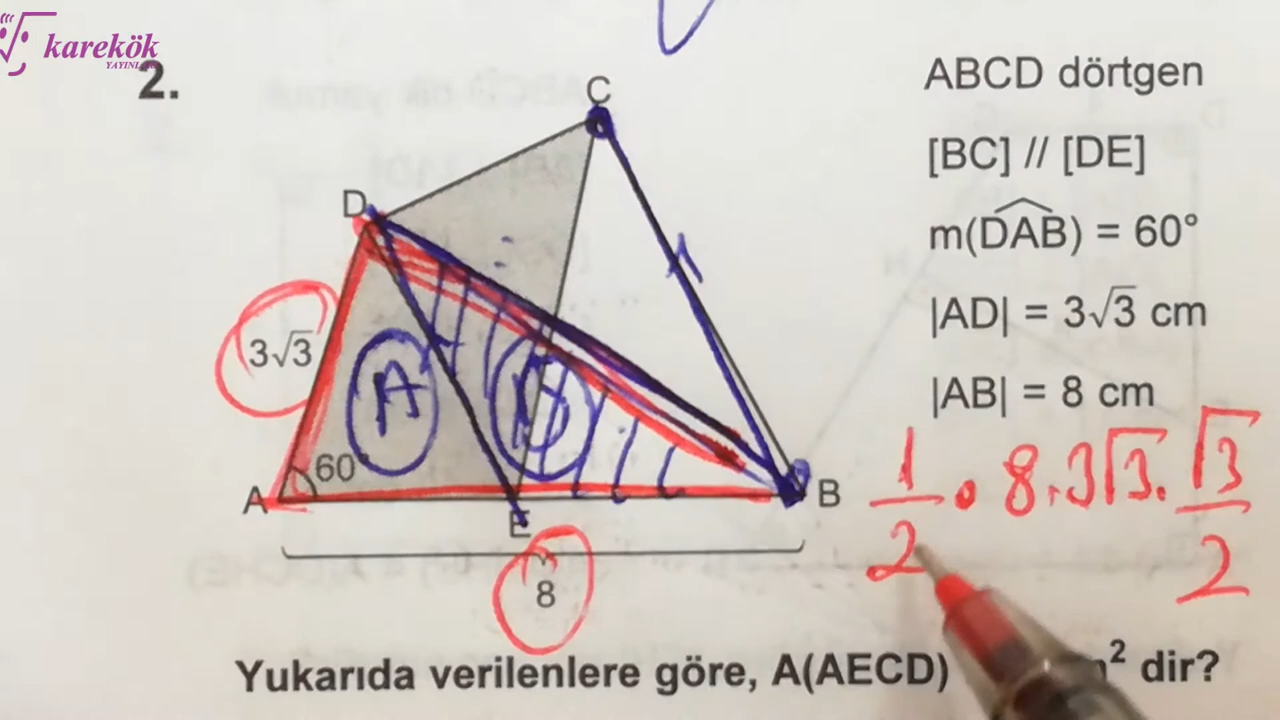 karekök
YAYINLARI
2.
ABCD dörtgen
[BC] // [DE]
m(DAB) = 60°
|AD| = 3√3 cm
|AB| = 8 cm
C
D
3√3
A
B
60°
A
E
B
8
1/2 . 8.3√3. √3/2
Yukarıda verilenlere göre, A(AECD) ² dir?